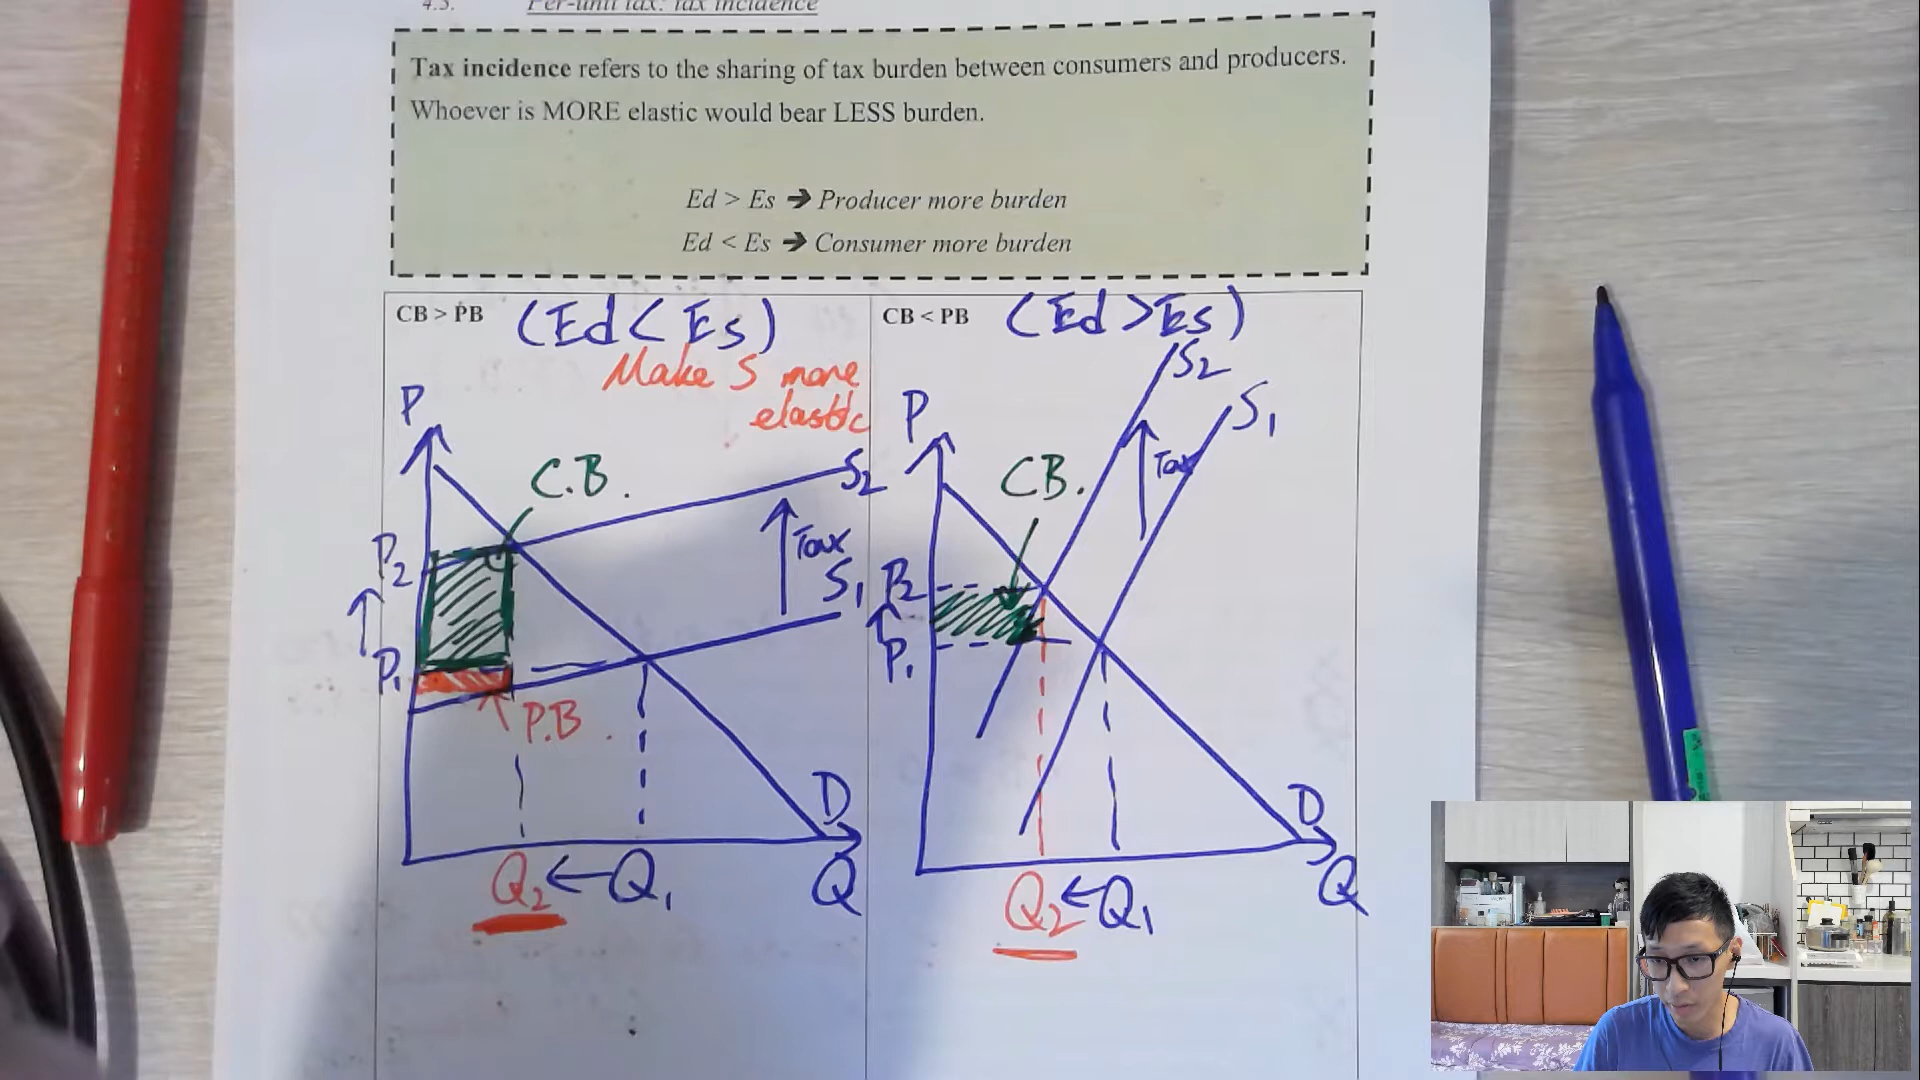 4.3. Per-unit tax: tax incidence
Tax incidence refers to the sharing of tax burden between consumers and producers.
Whoever is MORE elastic would bear LESS burden.
Ed > Es ➔ Producer more burden
Ed < Es ➔ Consumer more burden
CB > PB (Ed < Es)
Make S more
elastic
P
C.B.
S2
P2
Tax
S1
P1
P.B.
D
Q2 ← Q1
Q
CB < PB (Ed > Es)
S2
S1
P
CB.
Tax
P2
P1
D
Q2 ← Q1
Q